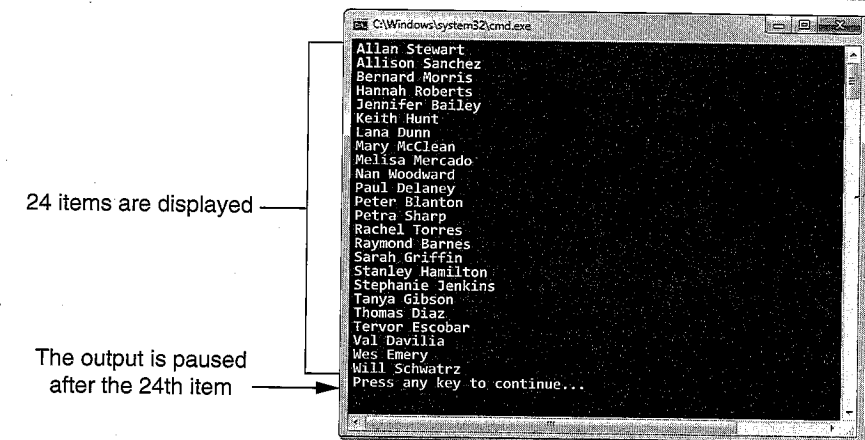 C:\Windows\system32\cmd.exe
Allan Stewart
Allison Sanchez
Bernard Morris
Hannah Roberts
Jennifer Bailey
Keith Hunt
Lana Dunn
Mary McClean
Melisa Mercado
Nan Woodward
Paul Delaney
Peter Blanton
Petra Sharp
Rachel Torres
Raymond Barnes
Sarah Griffin
Stanley Hamilton
Stephanie Jenkins
Tanya Gibson
Thomas Diaz
Tervor Escobar
Val Davilia
Wes Emery
Will Schwatrz
Press any key to continue...
24 items are displayed
The output is paused
after the 24th item